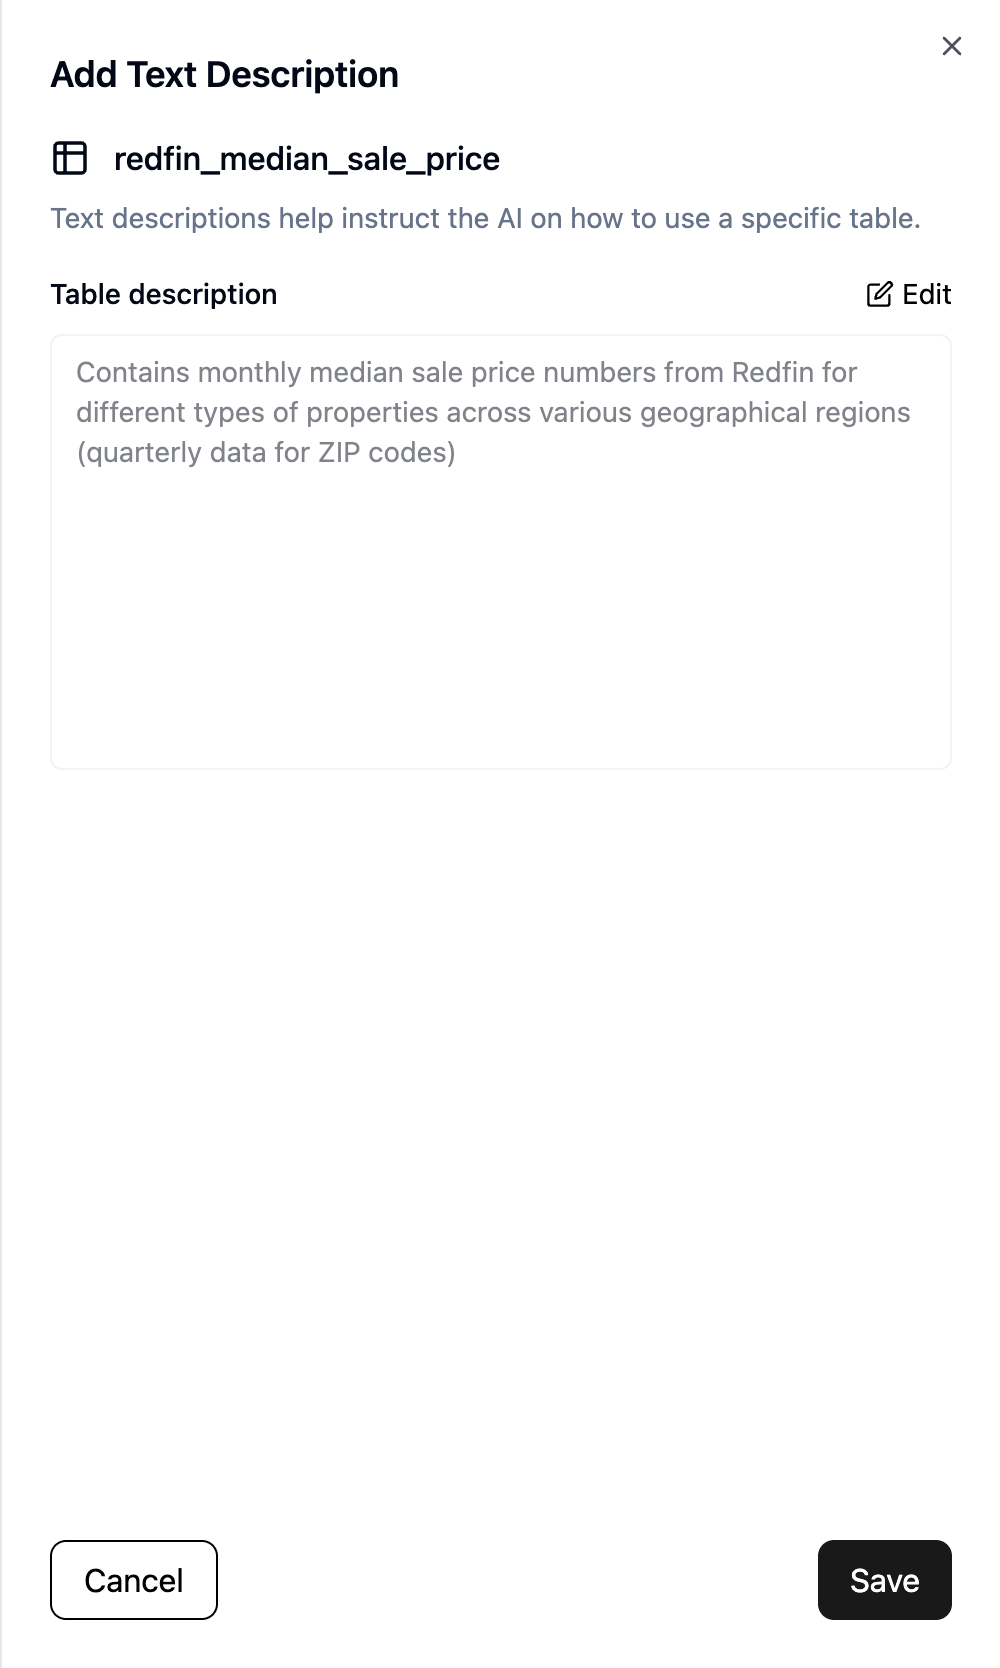 Add Text Description
redfin_median_sale_price
Text descriptions help instruct the AI on how to use a specific table.
Table description
Edit
Contains monthly median sale price numbers from Redfin for
different types of properties across various geographical regions
(quarterly data for ZIP codes)
Cancel
Save